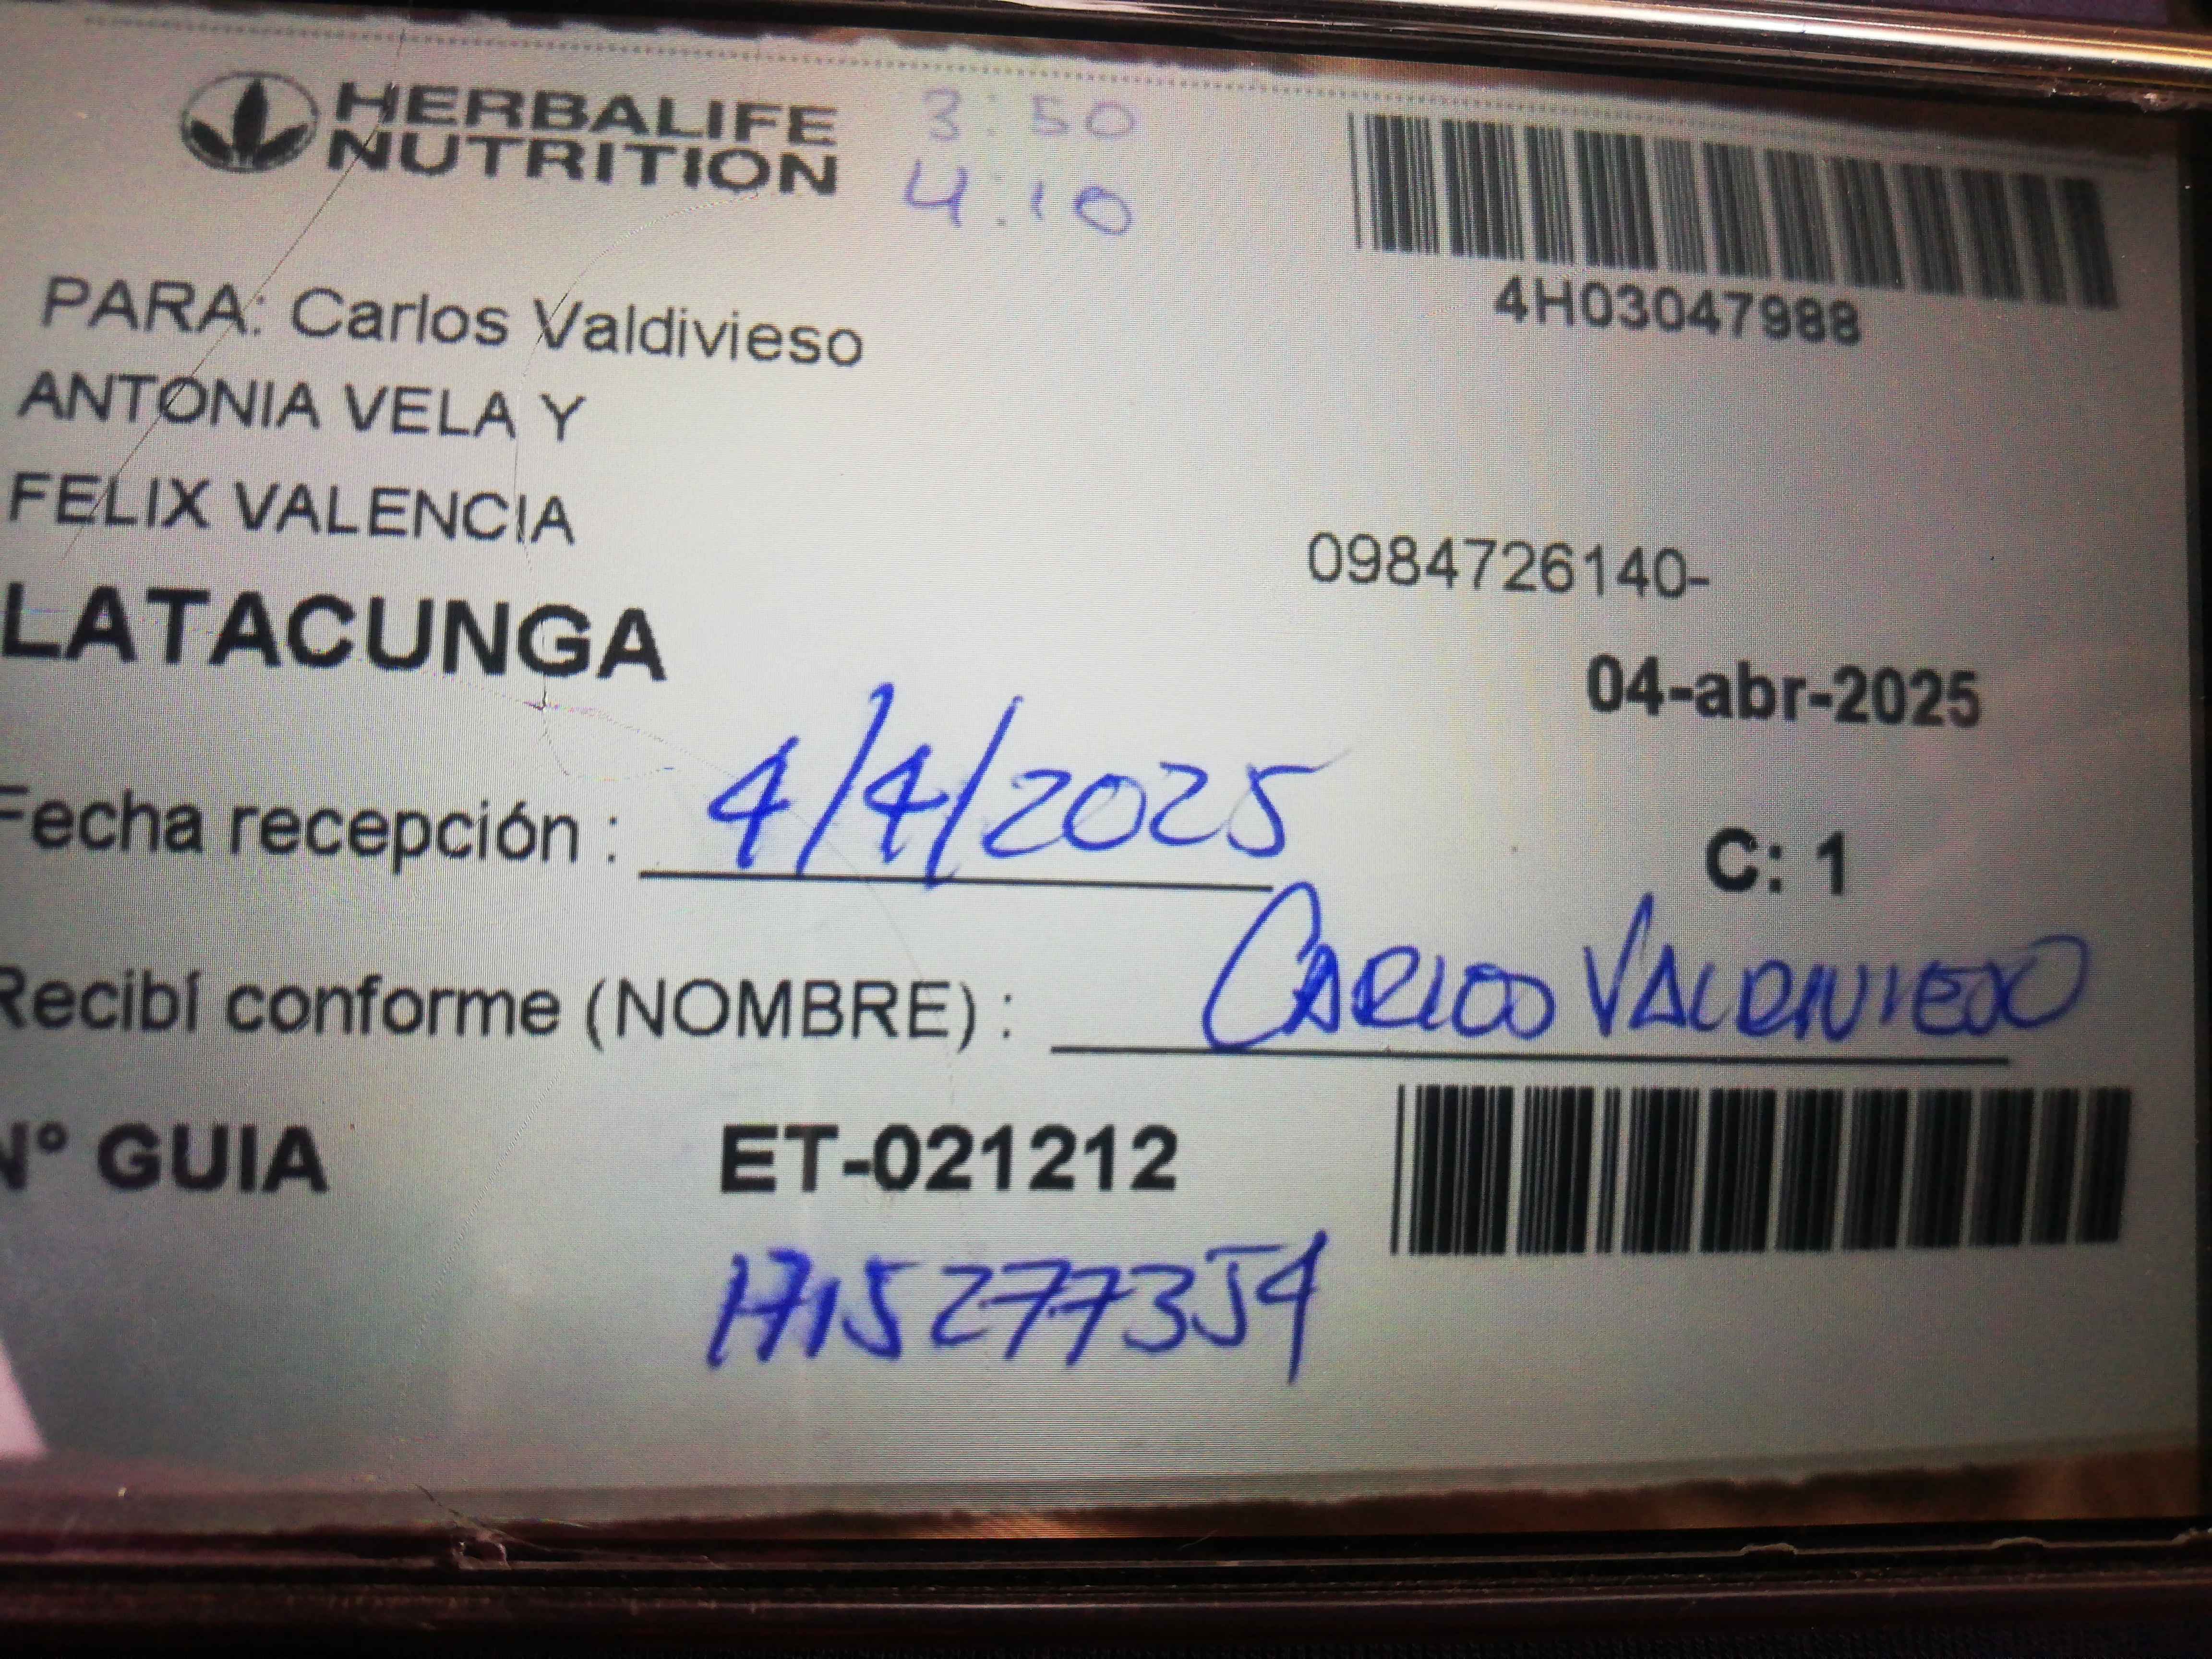 HERBALIFE
NUTRITION
3:50
4:10
4H03047988
PARA: Carlos Valdivieso
ANTONIA VELA Y
FELIX VALENCIA
0984726140-
LATACUNGA
04-abr-2025
Fecha recepción : 4/4/2025
C: 1
Recibí conforme (NOMBRE) : CARLOS VALDIVIESO
N° GUIA ET-021212
1715277354